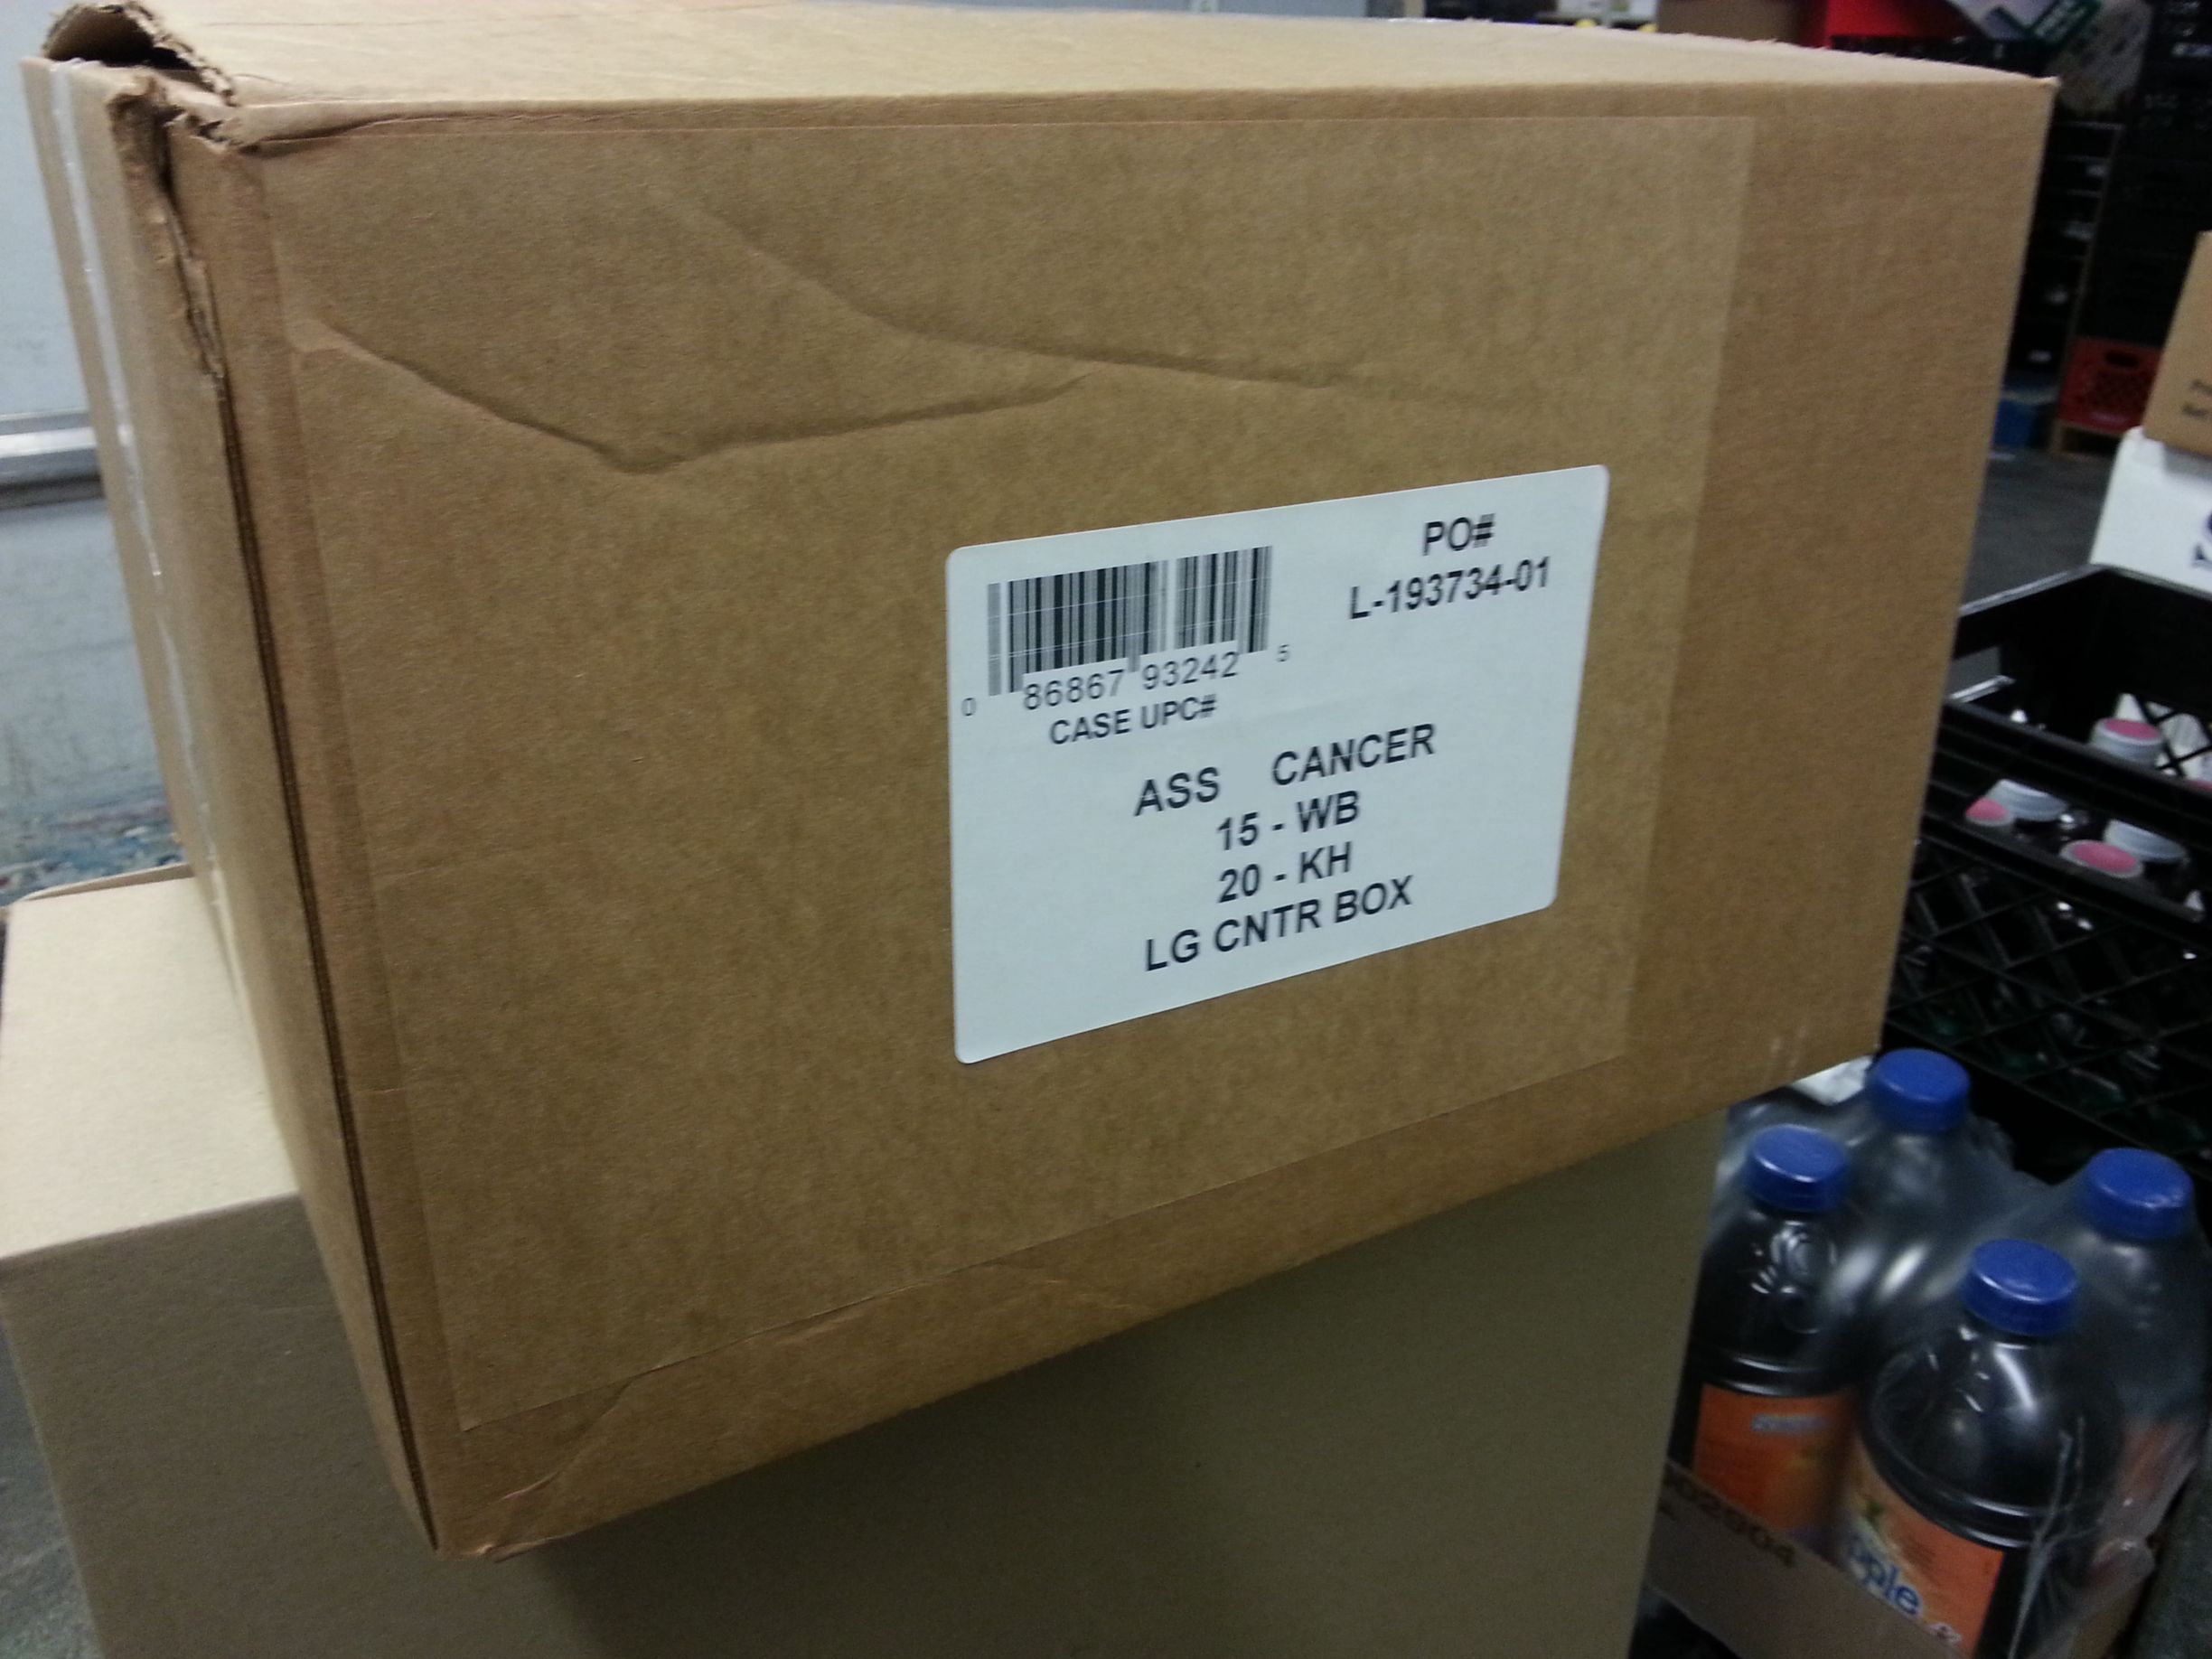 PO#
L-193734-01
0 86867 93242 5
CASE UPC#
ASS CANCER
15 - WB
20 - KH
LG CNTR BOX